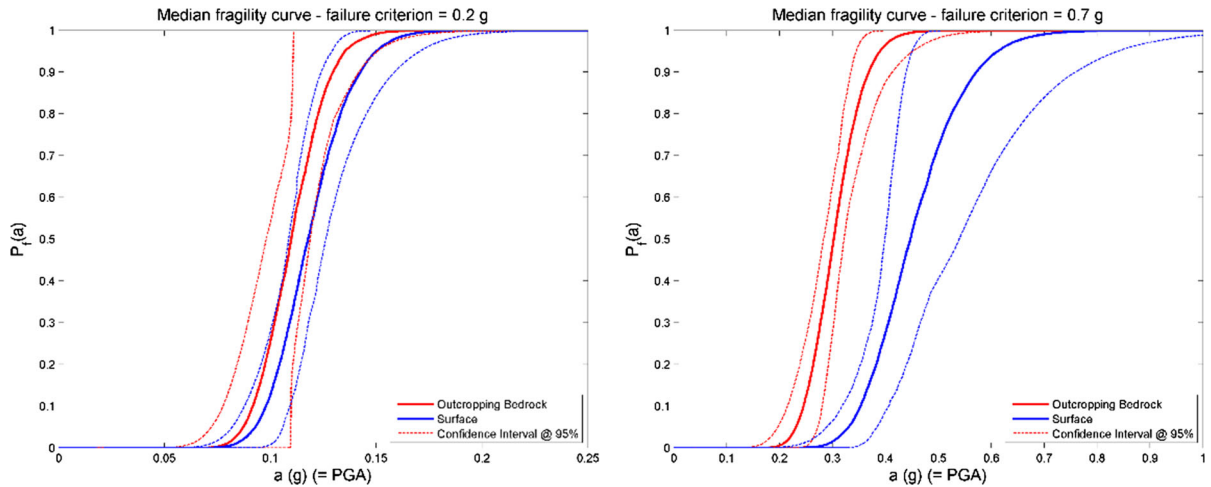 Median fragility curve - failure criterion = 0.2 g
1
0.9
0.8
0.7
0.6
0.5
0.4
0.3
0.2
0.1
0
P_f(a)
0 0.05 0.1 0.15 0.2 0.25
a (g) (= PGA)
Outcropping Bedrock
Surface
Confidence Interval @ 95%
Median fragility curve - failure criterion = 0.7 g
1
0.9
0.8
0.7
0.6
0.5
0.4
0.3
0.2
0.1
0
P_f(a)
0 0.1 0.2 0.3 0.4 0.5 0.6 0.7 0.8 0.9 1
a (g) (= PGA)
Outcropping Bedrock
Surface
Confidence Interval @ 95%